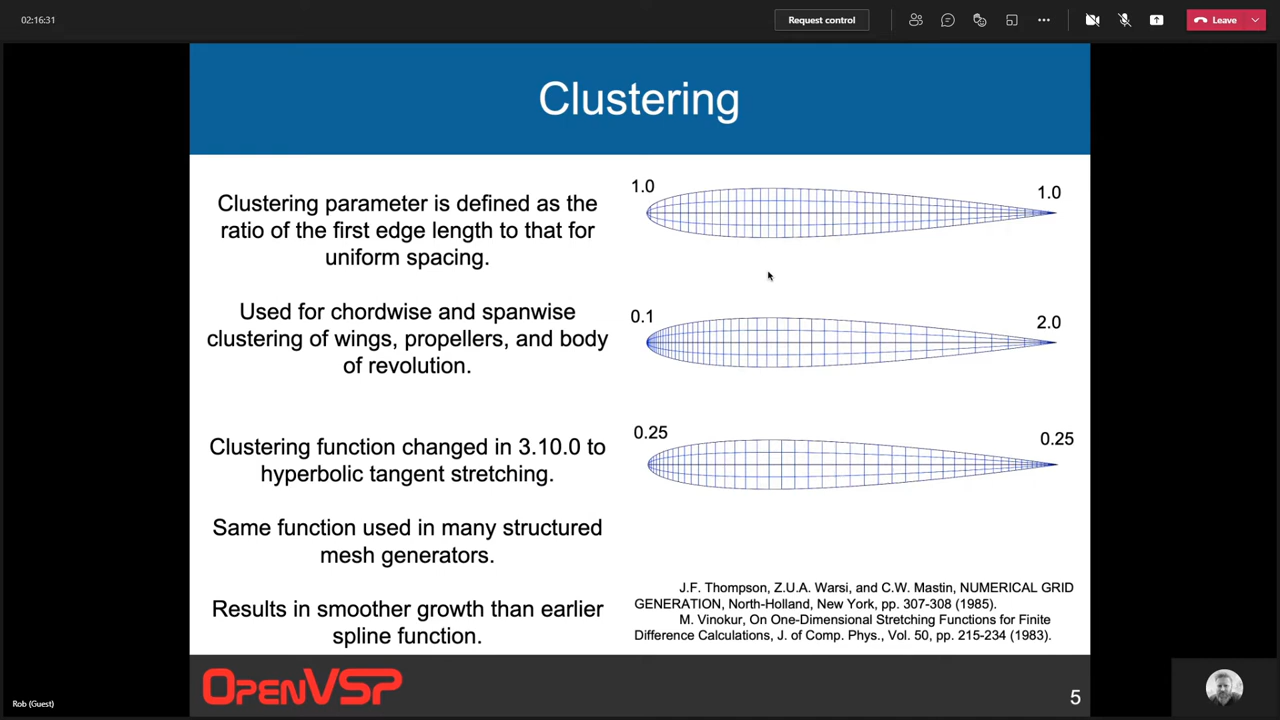 02:16:31
Request control
Leave
Clustering
Clustering parameter is defined as the
ratio of the first edge length to that for
uniform spacing.
Used for chordwise and spanwise
clustering of wings, propellers, and body
of revolution.
Clustering function changed in 3.10.0 to
hyperbolic tangent stretching.
Same function used in many structured
mesh generators.
Results in smoother growth than earlier
spline function.
1.0
1.0
0.1
2.0
0.25
0.25
J.F. Thompson, Z.U.A. Warsi, and C.W. Mastin, NUMERICAL GRID
GENERATION, North-Holland, New York, pp. 307-308 (1985).
M. Vinokur, On One-Dimensional Stretching Functions for Finite
Difference Calculations, J. of Comp. Phys., Vol. 50, pp. 215-234 (1983).
OPENVSP
5
Rob (Guest)